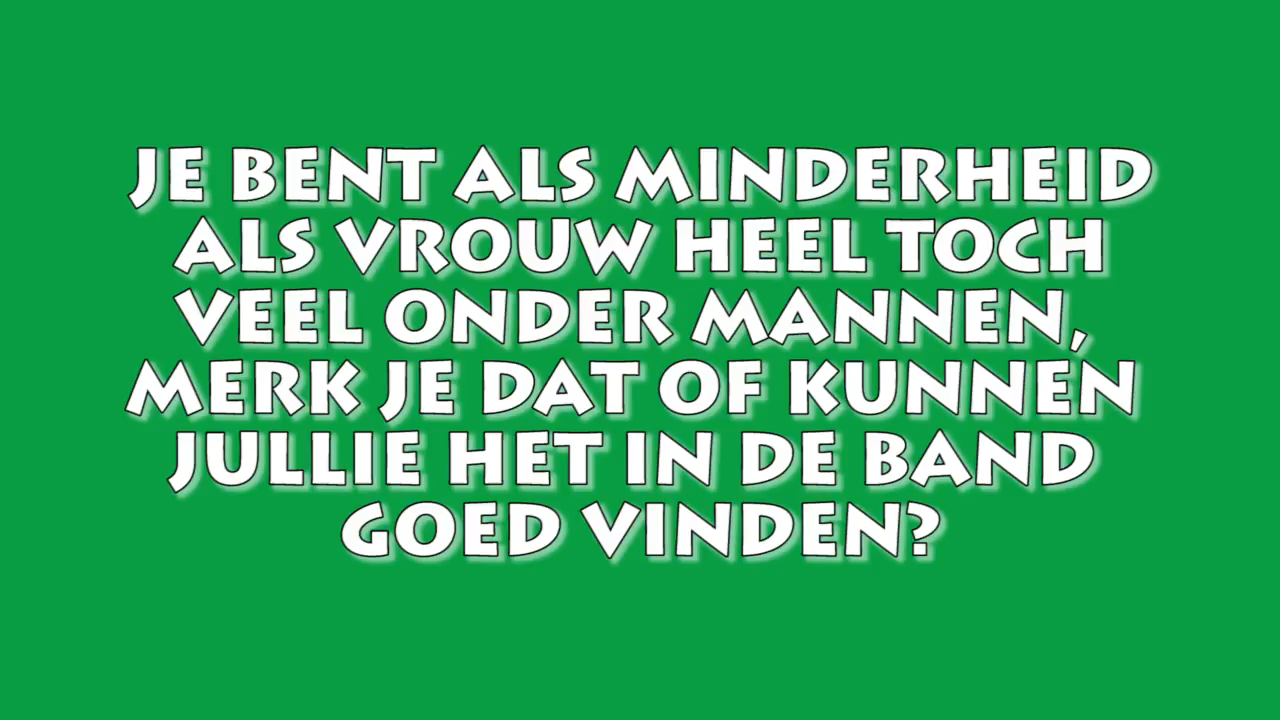 JE BENT ALS MINDERHEID
ALS VROUW HEEL TOCH
VEEL ONDER MANNEN,
MERK JE DAT OF KUNNEN
JULLIE HET IN DE BAND
GOED VINDEN?